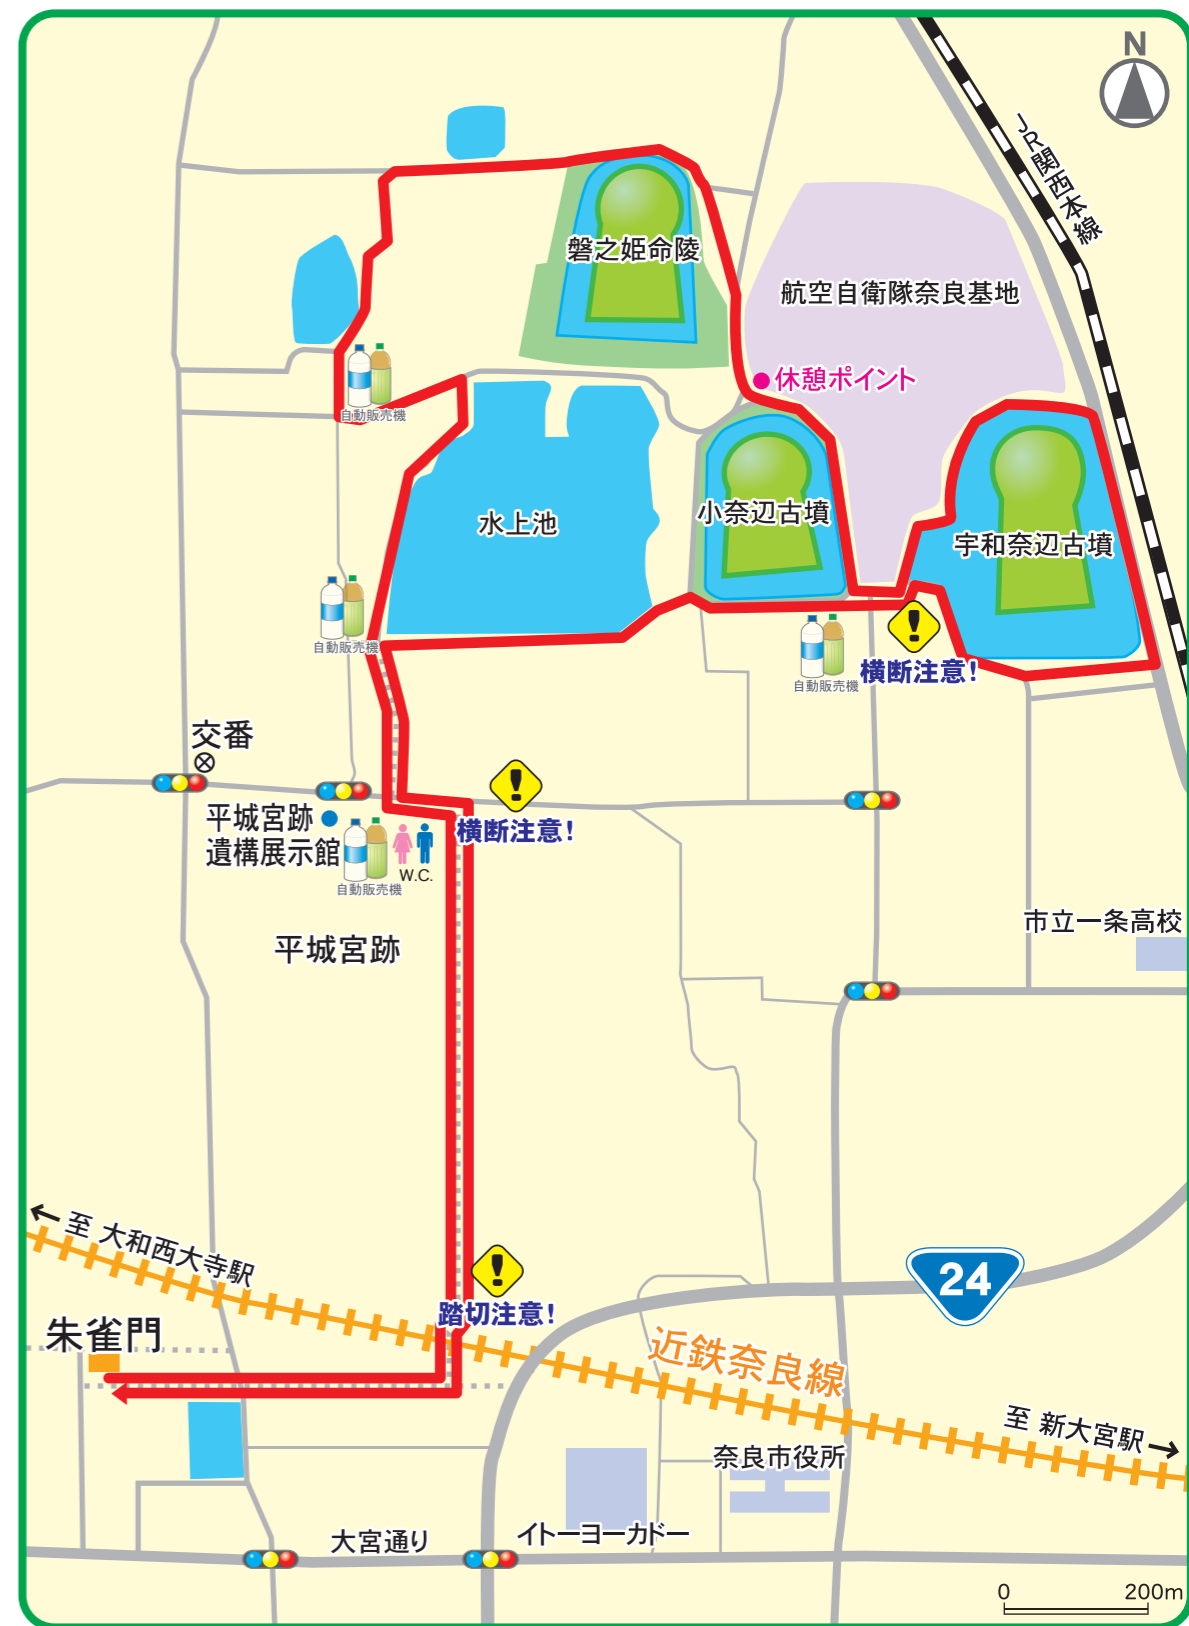 N
JR関西本線
磐之姫命陵
航空自衛隊奈良基地
休憩ポイント
自動販売機
水上池
小奈辺古墳
宇和奈辺古墳
自動販売機
自動販売機
横断注意!
交番
平城宮跡
遺構展示館
横断注意!
自動販売機
W.C.
市立一条高校
平城宮跡
← 至 大和西大寺駅
24
踏切注意!
朱雀門
近鉄奈良線
至 新大宮駅 →
奈良市役所
大宮通り
イトーヨーカドー
0 200m